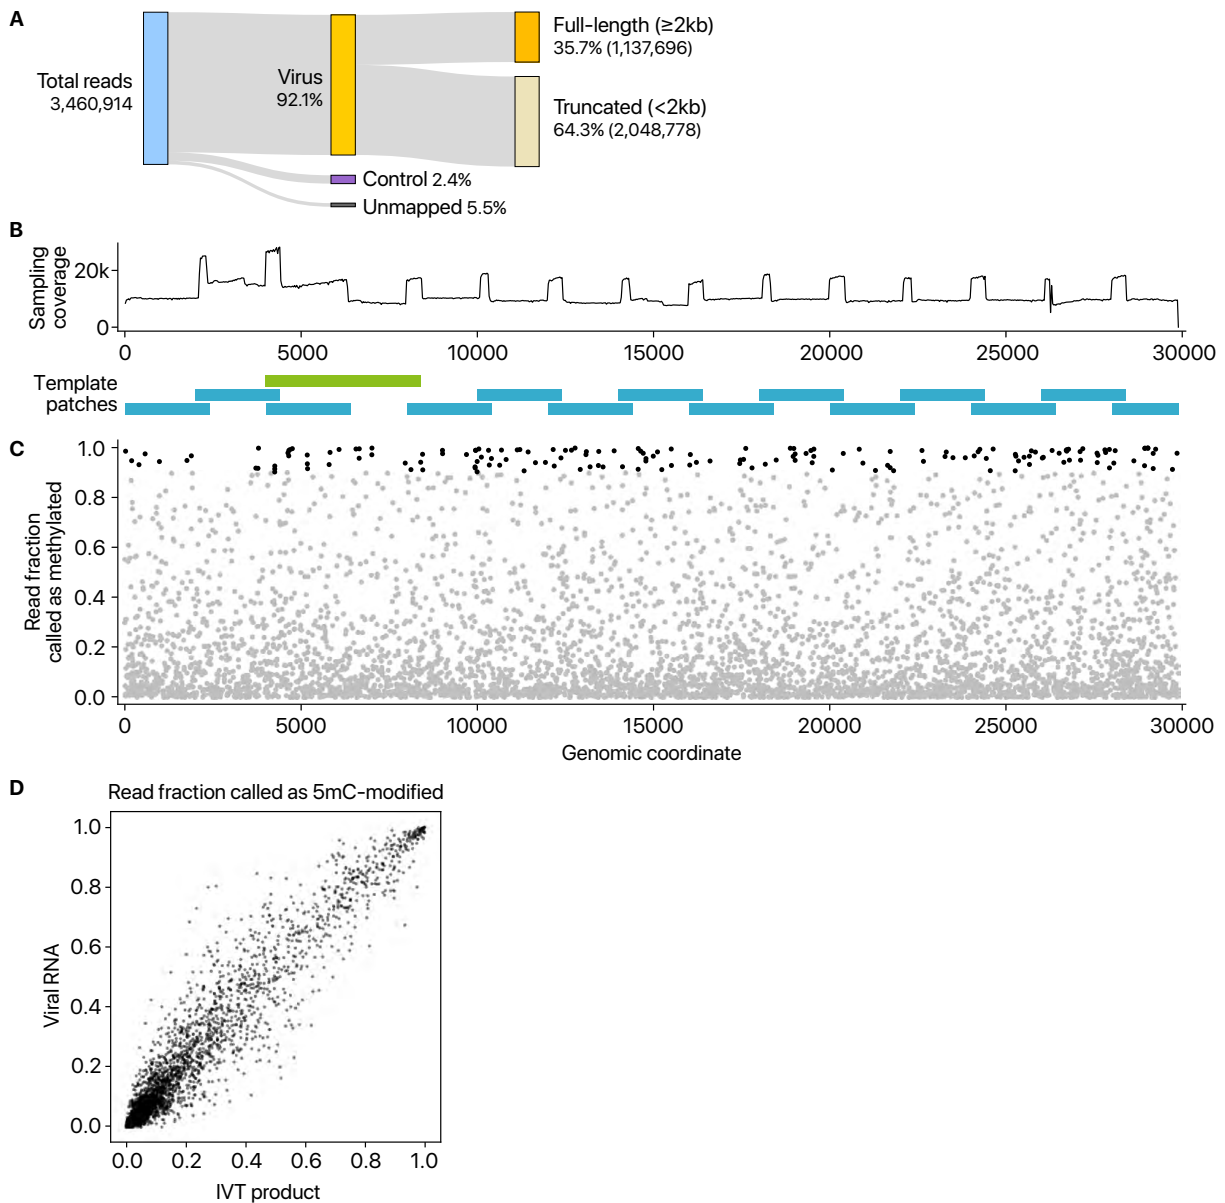 A
Total reads
3,460,914
Virus
92.1%
Full-length (≥2kb)
35.7% (1,137,696)
Truncated (<2kb)
64.3% (2,048,778)
Control 2.4%
Unmapped 5.5%
B
Sampling
coverage
20k
0
0 5000 10000 15000 20000 25000 30000
Template
patches
C
Read fraction
called as methylated
1.0
0.8
0.6
0.4
0.2
0.0
0 5000 10000 15000 20000 25000 30000
Genomic coordinate
D
Read fraction called as 5mC-modified
Viral RNA
1.0
0.8
0.6
0.4
0.2
0.0
0.0 0.2 0.4 0.6 0.8 1.0
IVT product